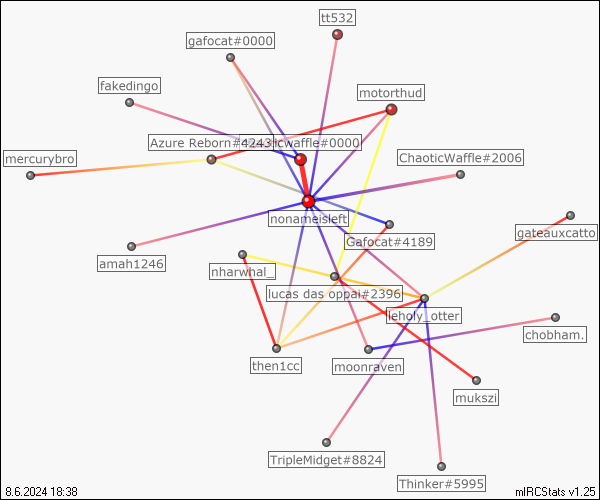 tt532
gafocat#0000
fakedingo
motorthud
Azure Reborn#4243
icwaffle#0000
mercurybro
ChaoticWaffle#2006
nonameisleft
gateauxcatto
Gafocat#4189
amah1246
nharwhal_
lucas das oppai#2396
leholy_otter
chobham.
then1cc
moonraven
mukszi
TripleMidget#8824
Thinker#5995
8.6.2024 18:38
mIRCStats v1.25